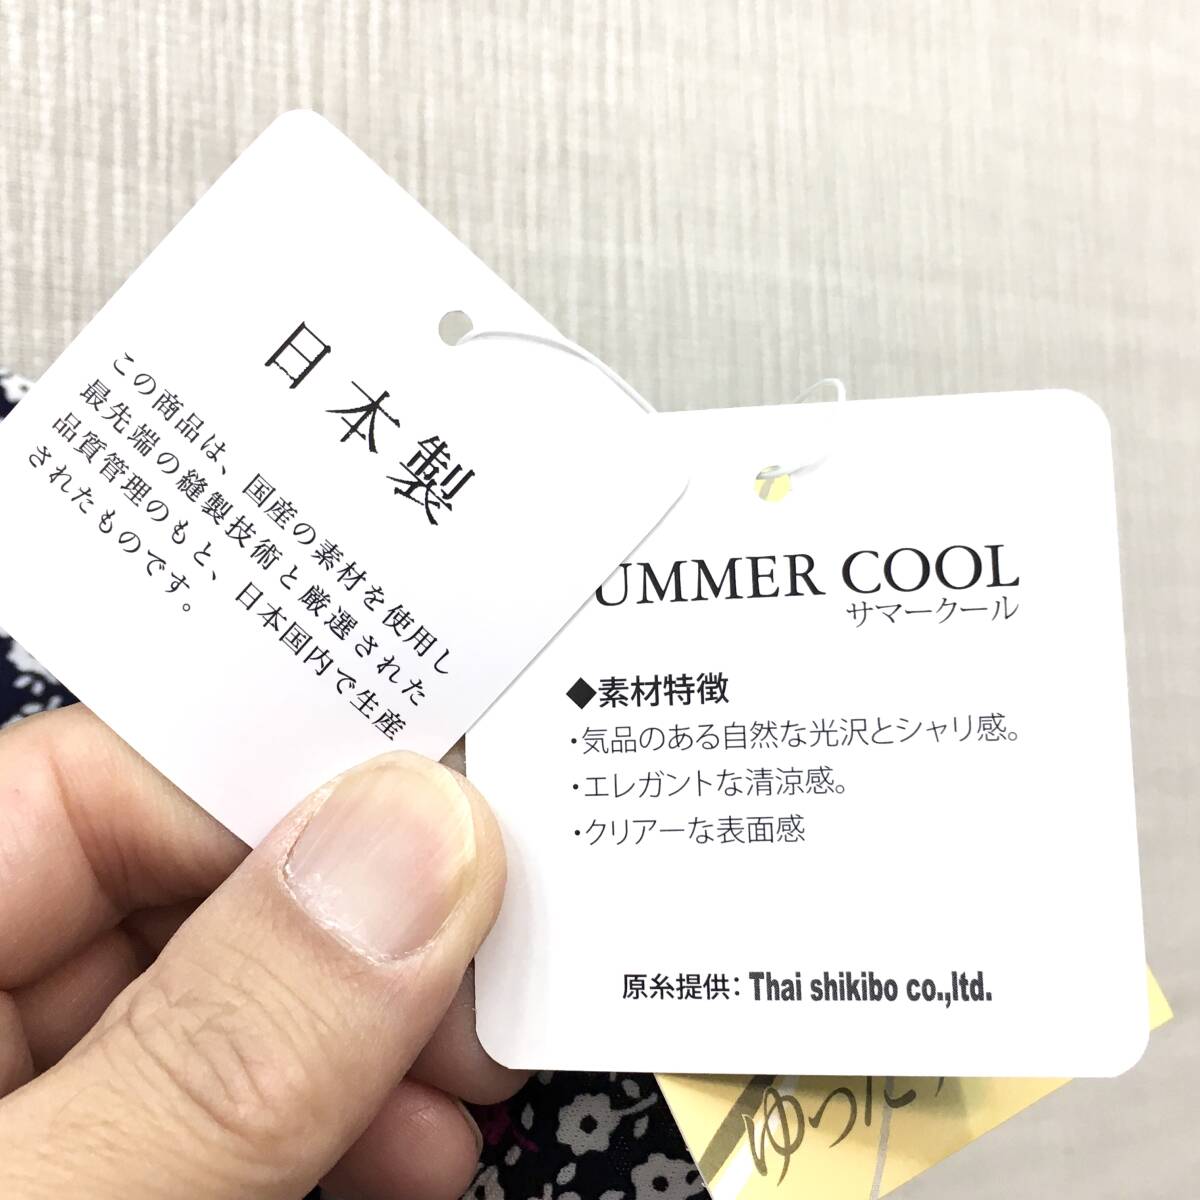 日本製
この商品は、国産の素材を使用し
最先端の縫製技術と厳選された
品質管理のもと、日本国内で生産
されたものです。
UMMER COOL
サマークール
◆素材特徴
・気品のある自然な光沢とシャリ感。
・エレガントな清涼感。
・クリアーな表面感
原糸提供：Thai shikibo co.,ltd.
ゆった